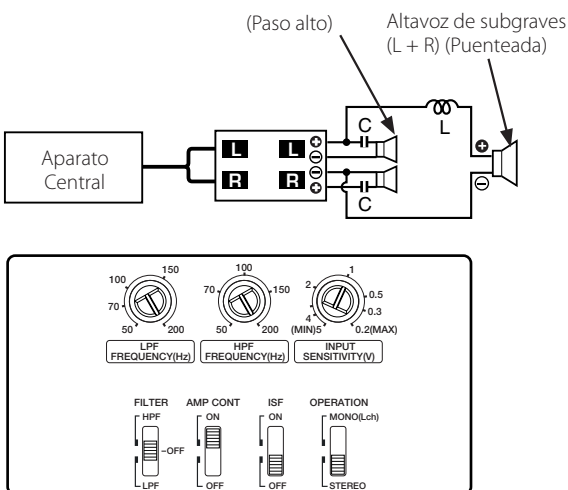 (Paso alto)
Altavoz de subgraves
(L + R) (Puenteada)
Aparato
Central
L
L
R
R
C
C
L
100
150
70
50
200
LPF
FREQUENCY(Hz)
100
70
150
50
200
HPF
FREQUENCY(Hz)
1
2
0.5
0.3
4
(MIN)5
0.2(MAX)
INPUT
SENSITIVITY(V)
FILTER
HPF
OFF
LPF
AMP CONT
ON
OFF
ISF
ON
OFF
OPERATION
MONO(Lch)
STEREO